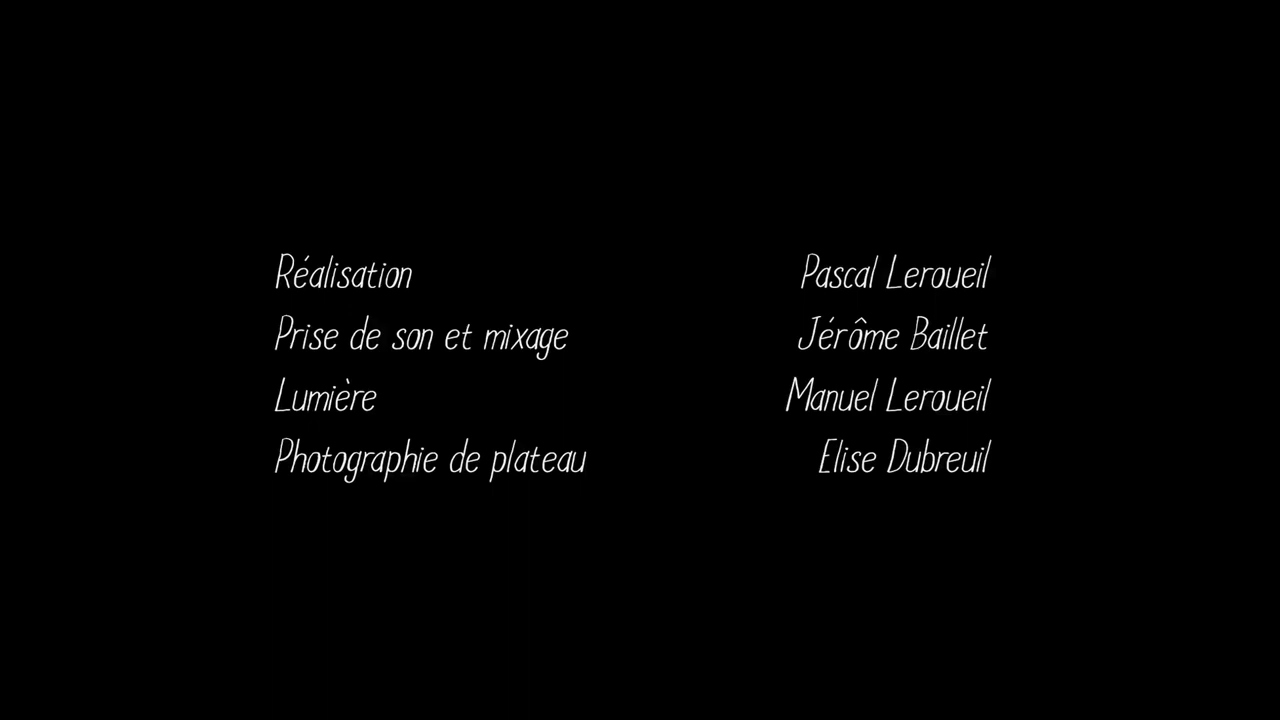 Réalisation Pascal Leroueil
Prise de son et mixage Jérôme Baillet
Lumière Manuel Leroueil
Photographie de plateau Elise Dubreuil